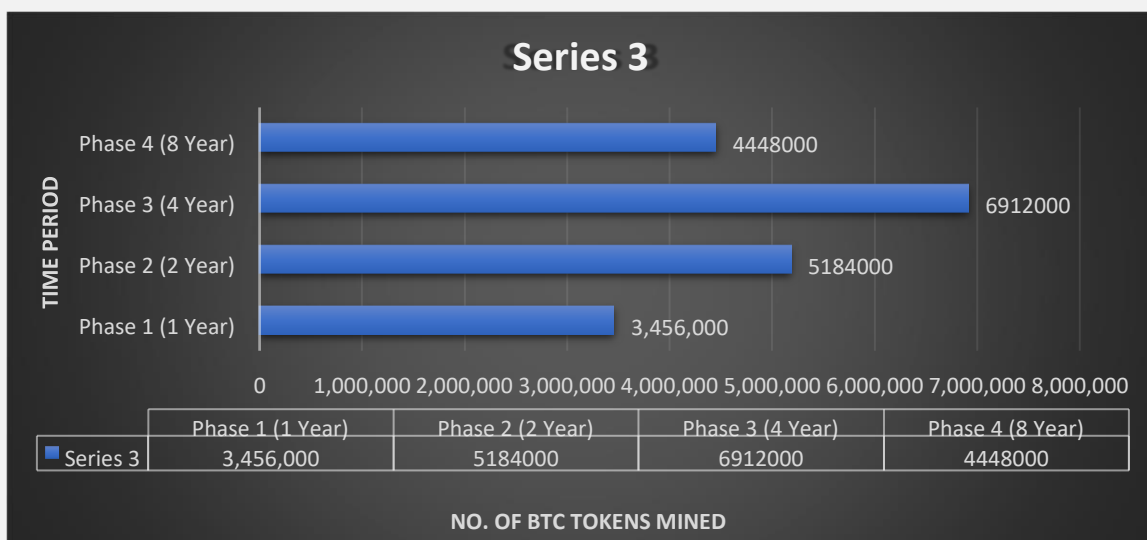 Series 3
TIME PERIOD
Phase 4 (8 Year)
4448000
Phase 3 (4 Year)
6912000
Phase 2 (2 Year)
5184000
Phase 1 (1 Year)
3,456,000
0 1,000,000 2,000,000 3,000,000 4,000,000 5,000,000 6,000,000 7,000,000 8,000,000
Phase 1 (1 Year) Phase 2 (2 Year) Phase 3 (4 Year) Phase 4 (8 Year)
Series 3 3,456,000 5184000 6912000 4448000
NO. OF BTC TOKENS MINED